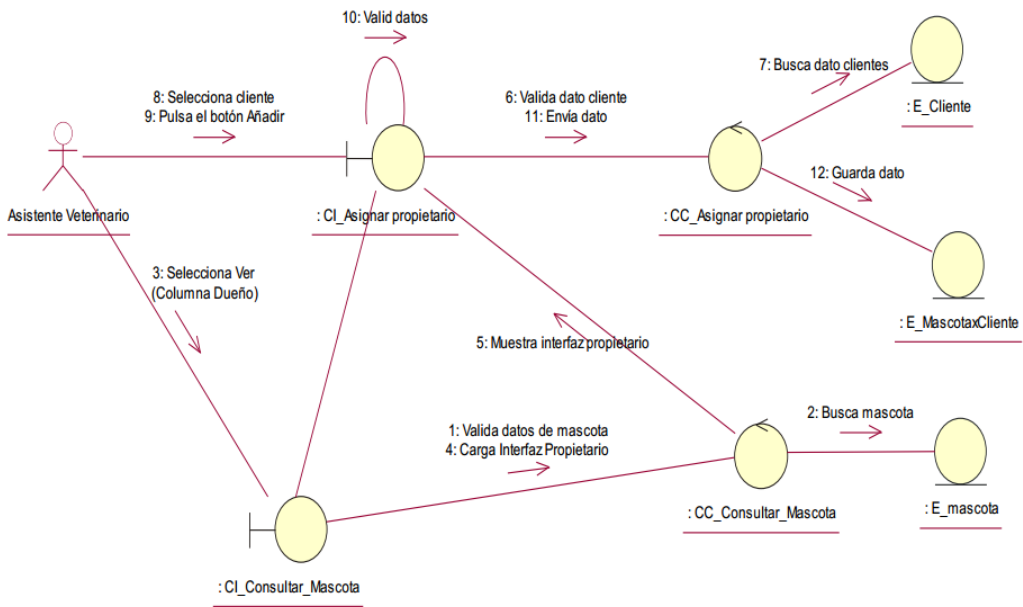 10: Valid datos
7: Busca dato clientes
8: Selecciona cliente
9: Pulsa el botón Añadir
6: Valida dato cliente
11: Envía dato
: E_Cliente
12: Guarda dato
Asistente Veterinario
: CI_Asignar propietario
: CC_Asignar propietario
3: Selecciona Ver
(Columna Dueño)
: E_MascotaxCliente
5: Muestra interfaz propietario
2: Busca mascota
1: Valida datos de mascota
4: Carga Interfaz Propietario
: CC_Consultar_Mascota
: E_mascota
: CI_Consultar_Mascota